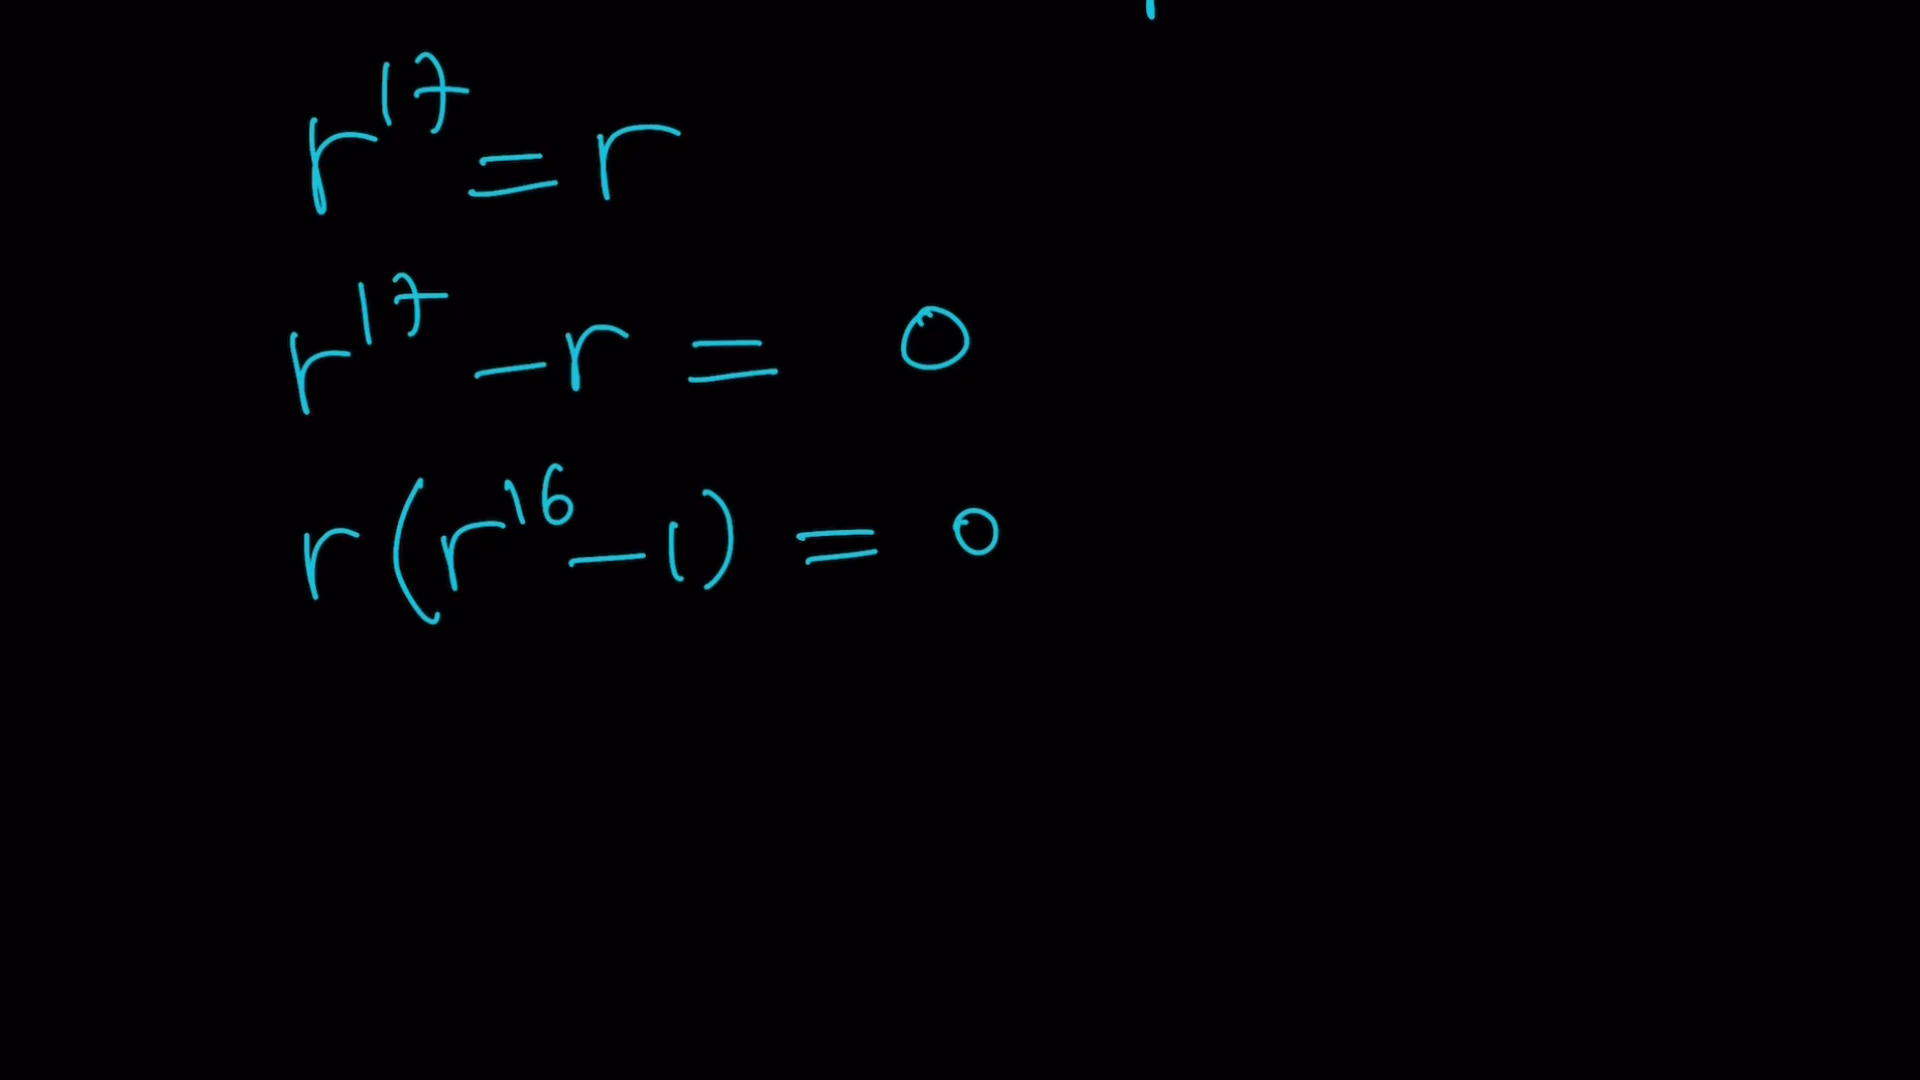 r¹⁷ = r
r¹⁷ - r = 0
r(r¹⁶ - 1) = 0